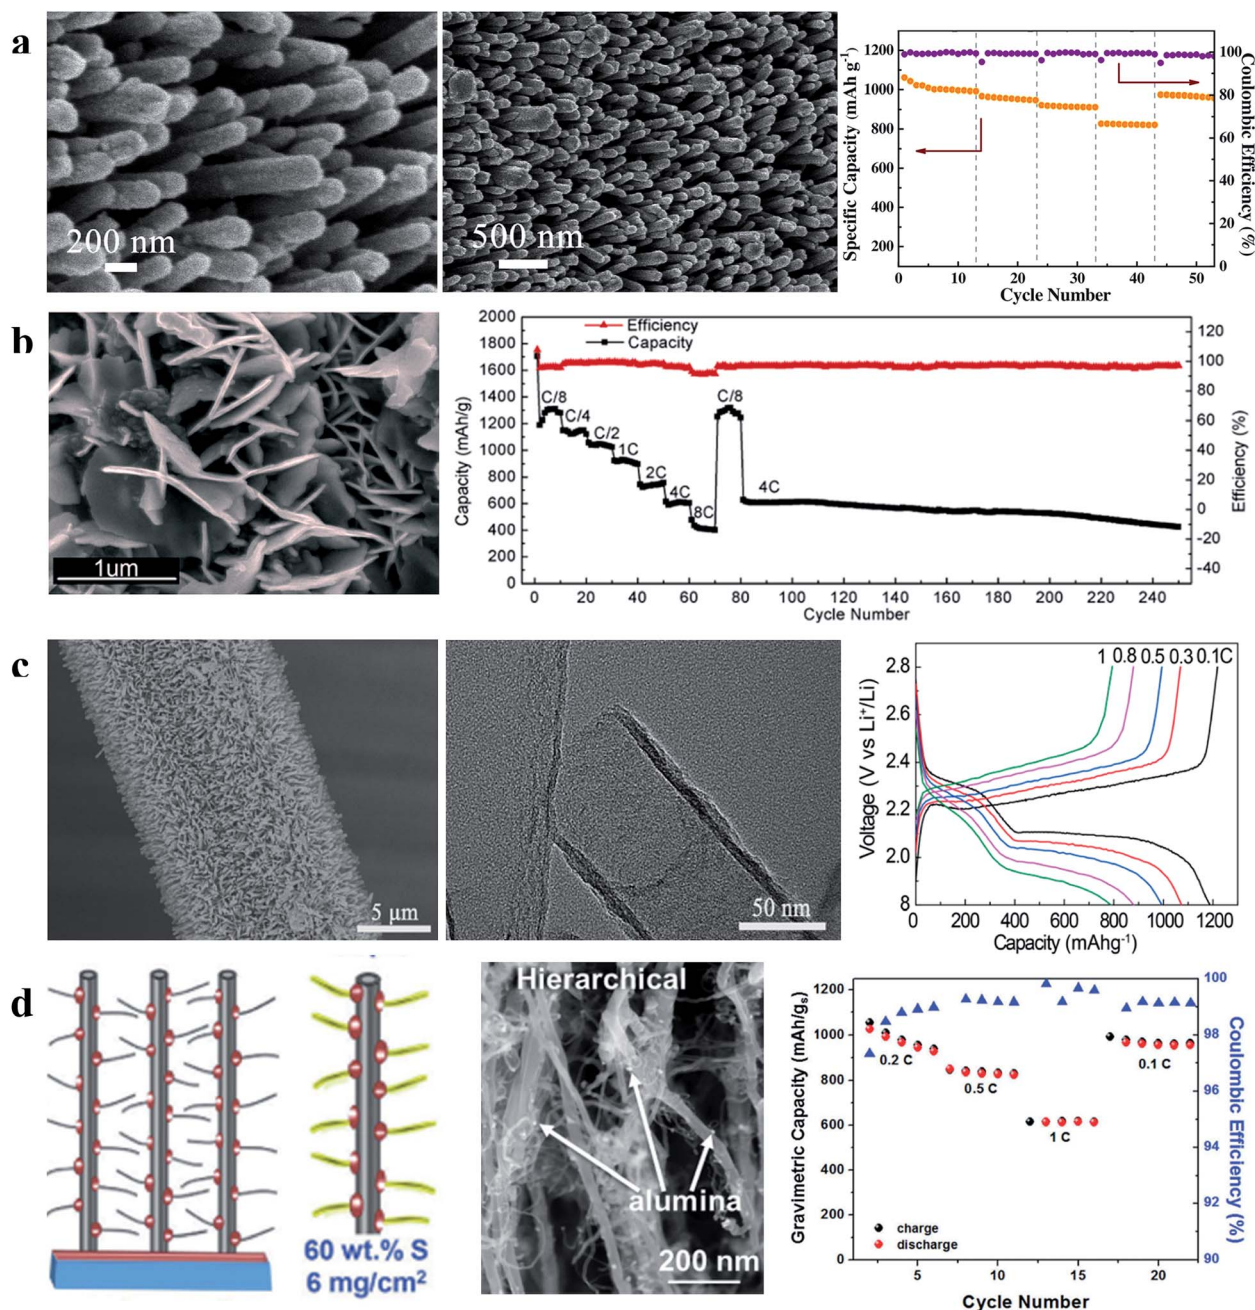 a
200 nm
500 nm
1200
1000
800
600
400
200
Specific Capacity (mAh g⁻¹)
100
80
60
40
20
0
Coulombic Efficiency (%)
0 10 20 30 40 50
Cycle Number
b
1um
2000
1800
1600
1400
1200
1000
800
600
400
200
0
Capacity (mAh/g)
Efficiency
Capacity
C/8
C/4
C/2
1C
2C
4C
8C
C/8
4C
120
100
80
60
40
20
0
-20
-40
Efficiency (%)
0 20 40 60 80 100 120 140 160 180 200 220 240
Cycle Number
c
5 μm
50 nm
2.8
2.6
2.4
2.2
2.0
8
Voltage (V vs Li⁺/Li)
1 0.8 0.5 0.3 0.1C
0 200 400 600 800 1000 1200
Capacity (mAhg⁻¹)
d
60 wt.% S
6 mg/cm²
Hierarchical
alumina
200 nm
1200
1000
800
600
400
200
0
Gravimetric Capacity (mAh/gₛ)
0.2 C
0.5 C
1 C
0.1 C
charge
discharge
100
98
96
94
92
90
Coulombic Efficiency (%)
5 10 15 20
Cycle Number